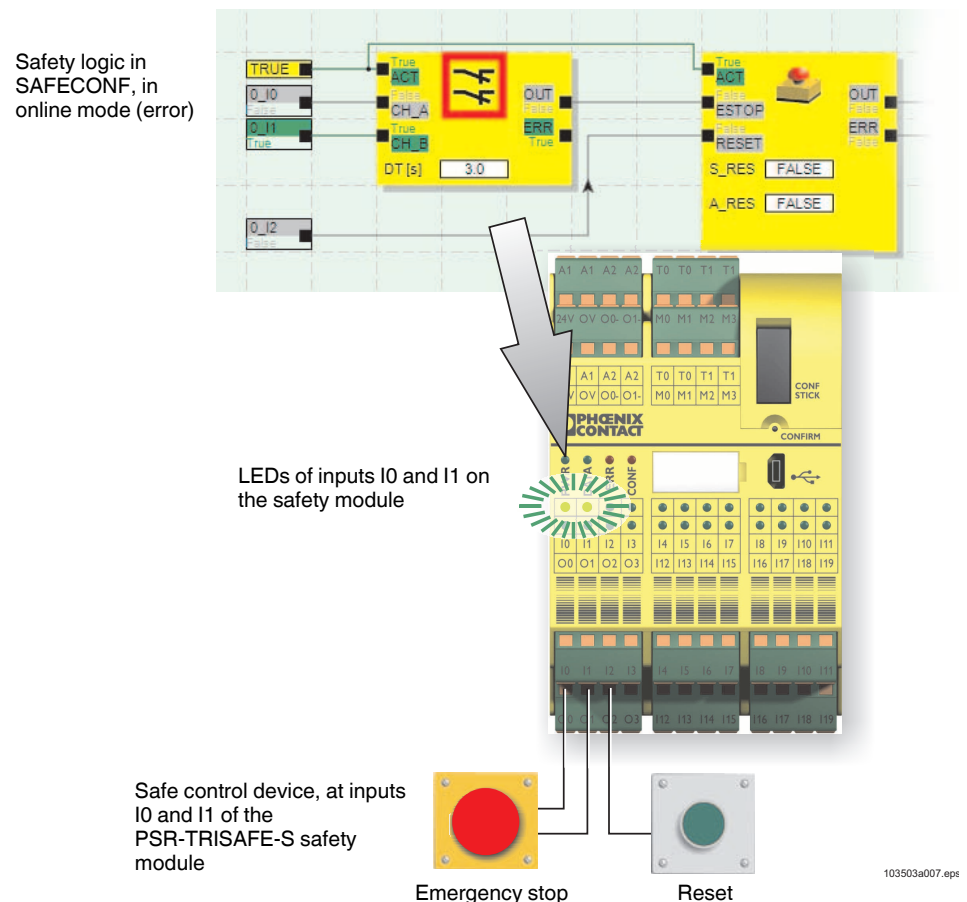 Safety logic in
SAFECONF, in
online mode (error)
TRUE
0_I0
False
0_I1
True
0_I2
False
True
ACT
False
CH_A
True
CH_B
OUT
False
ERR
True
DT [s] 3.0
True
ACT
False
ESTOP
False
RESET
OUT
False
ERR
False
S_RES FALSE
A_RES FALSE
A1 A1 A2 A2 T0 T0 T1 T1
24V 0V O0- O1- M0 M1 M2 M3
A1 A2 A2 T0 T0 T1 T1
V 0V O0- O1- M0 M1 M2 M3
CONF
STICK
PHŒNIX
CONTACT
CONFIRM
ERR CONF
LEDs of inputs I0 and I1 on
the safety module
I0 I1 I2 I3 I4 I5 I6 I7 I8 I9 I10 I11
O0 O1 O2 O3 I12 I13 I14 I15 I16 I17 I18 I19
I0 I1 I2 I3 I4 I5 I6 I7 I8 I9 I10 I11
O0 O1 O2 O3 I12 I13 I14 I15 I16 I17 I18 I19
Safe control device, at inputs
I0 and I1 of the
PSR-TRISAFE-S safety
module
Emergency stop
Reset
103503a007.eps